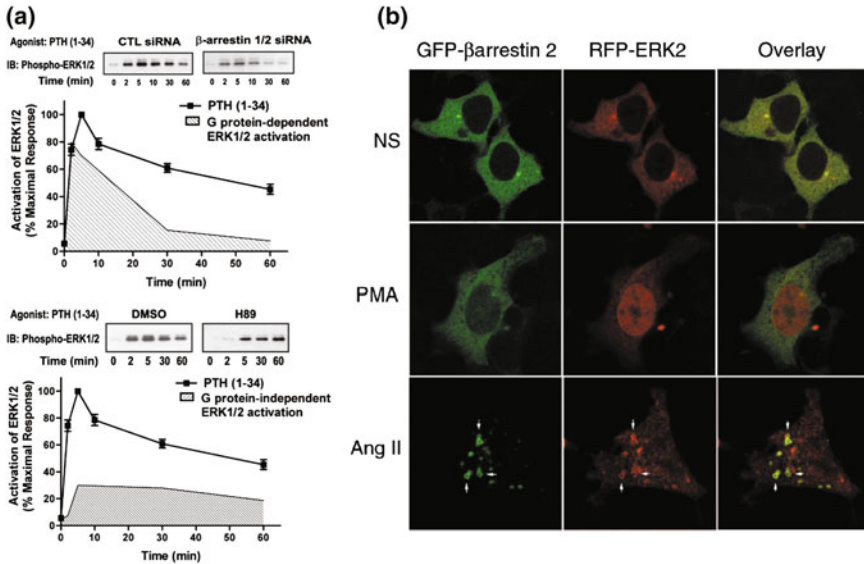 (a)
CTL siRNA β-arrestin 1/2 siRNA
Agonist: PTH (1-34)
IB: Phospho-ERK1/2
Time (min) 0 2 5 10 30 60 0 2 5 10 30 60
PTH (1-34)
G protein-dependent
ERK1/2 activation
Activation of ERK1/2
(% Maximal Response)
100
80
60
40
20
0
0 10 20 30 40 50 60
Time (min)
Agonist: PTH (1-34) DMSO H89
IB: Phospho-ERK1/2
Time (min) 0 2 5 30 60 0 2 5 30 60
PTH (1-34)
G protein-independent
ERK1/2 activation
Activation of ERK1/2
(% Maximal Response)
100
80
60
40
20
0
0 10 20 30 40 50 60
Time (min)
(b)
GFP-βarrestin 2 RFP-ERK2 Overlay
NS
PMA
Ang II